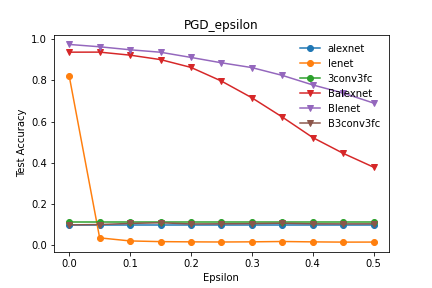 PGD_epsilon
Test Accuracy
1.0
0.8
0.6
0.4
0.2
0.0
alexnet
lenet
3conv3fc
Balexnet
Blenet
B3conv3fc
0.0 0.1 0.2 0.3 0.4 0.5
Epsilon